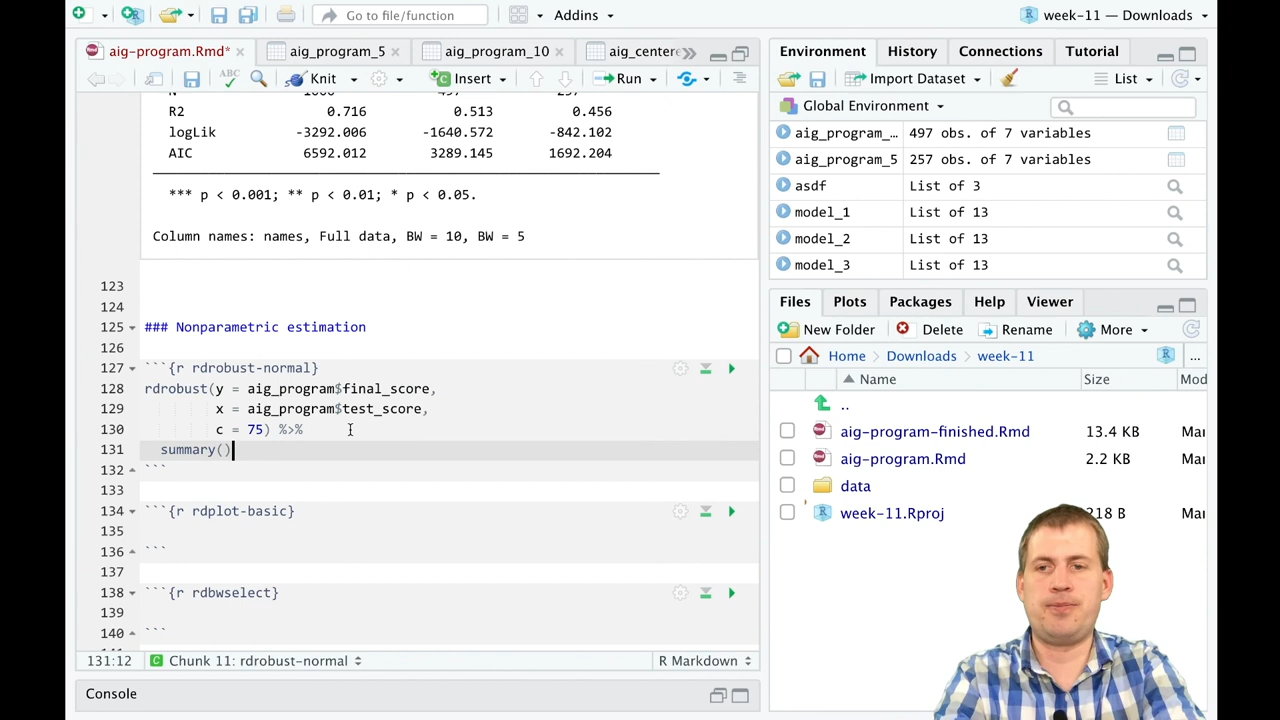 Go to file/function
Addins
week-11 — Downloads
aig-program.Rmd*
aig_program_5
aig_program_10
aig_center
Knit
Insert
Run
R2 0.716 0.513 0.456
logLik -3292.006 -1640.572 -842.102
AIC 6592.012 3289.145 1692.204
*** p < 0.001; ** p < 0.01; * p < 0.05.
Column names: names, Full data, BW = 10, BW = 5
123
124
125 ### Nonparametric estimation
126
127 ```{r rdrobust-normal}
128 rdrobust(y = aig_program$final_score,
129 x = aig_program$test_score,
130 c = 75) %>%
131 summary()
132 ```
133
134 ```{r rdplot-basic}
135
136 ```
137
138 ```{r rdbwselect}
139
140 ```
131:12 Chunk 11: rdrobust-normal R Markdown
Console
Environment History Connections Tutorial
Import Dataset List
Global Environment
aig_program_… 497 obs. of 7 variables
aig_program_5 257 obs. of 7 variables
asdf List of 3
model_1 List of 13
model_2 List of 13
model_3 List of 13
Files Plots Packages Help Viewer
New Folder Delete Rename More
Home Downloads week-11 ...
Name Size Mod
..
aig-program-finished.Rmd 13.4 KB Mar
aig-program.Rmd 2.2 KB Mar
data
week-11.Rproj 218 B Mar